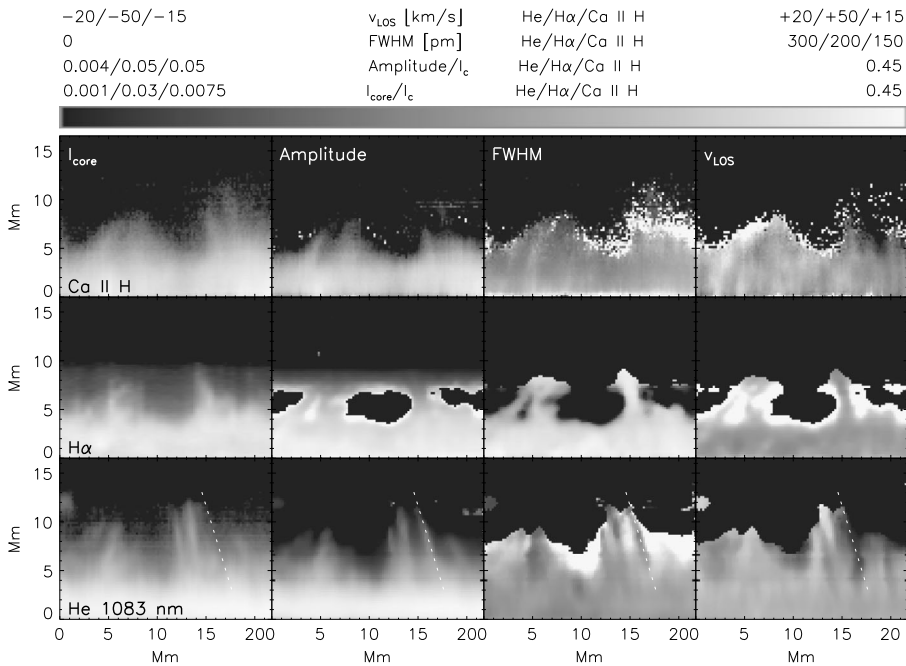 −20/−50/−15 v_LOS [km/s] He/Hα/Ca II H +20/+50/+15
0 FWHM [pm] He/Hα/Ca II H 300/200/150
0.004/0.05/0.05 Amplitude/I_c He/Hα/Ca II H 0.45
0.001/0.03/0.0075 I_core/I_c He/Hα/Ca II H 0.45
I_core Amplitude FWHM v_LOS
Mm
15
10
5
0
Ca II H
Mm
15
10
5
0
Hα
Mm
15
10
5
0
He 1083 nm
0 5 10 15 200 5 10 15 200 5 10 15 200 5 10 15 20
Mm Mm Mm Mm